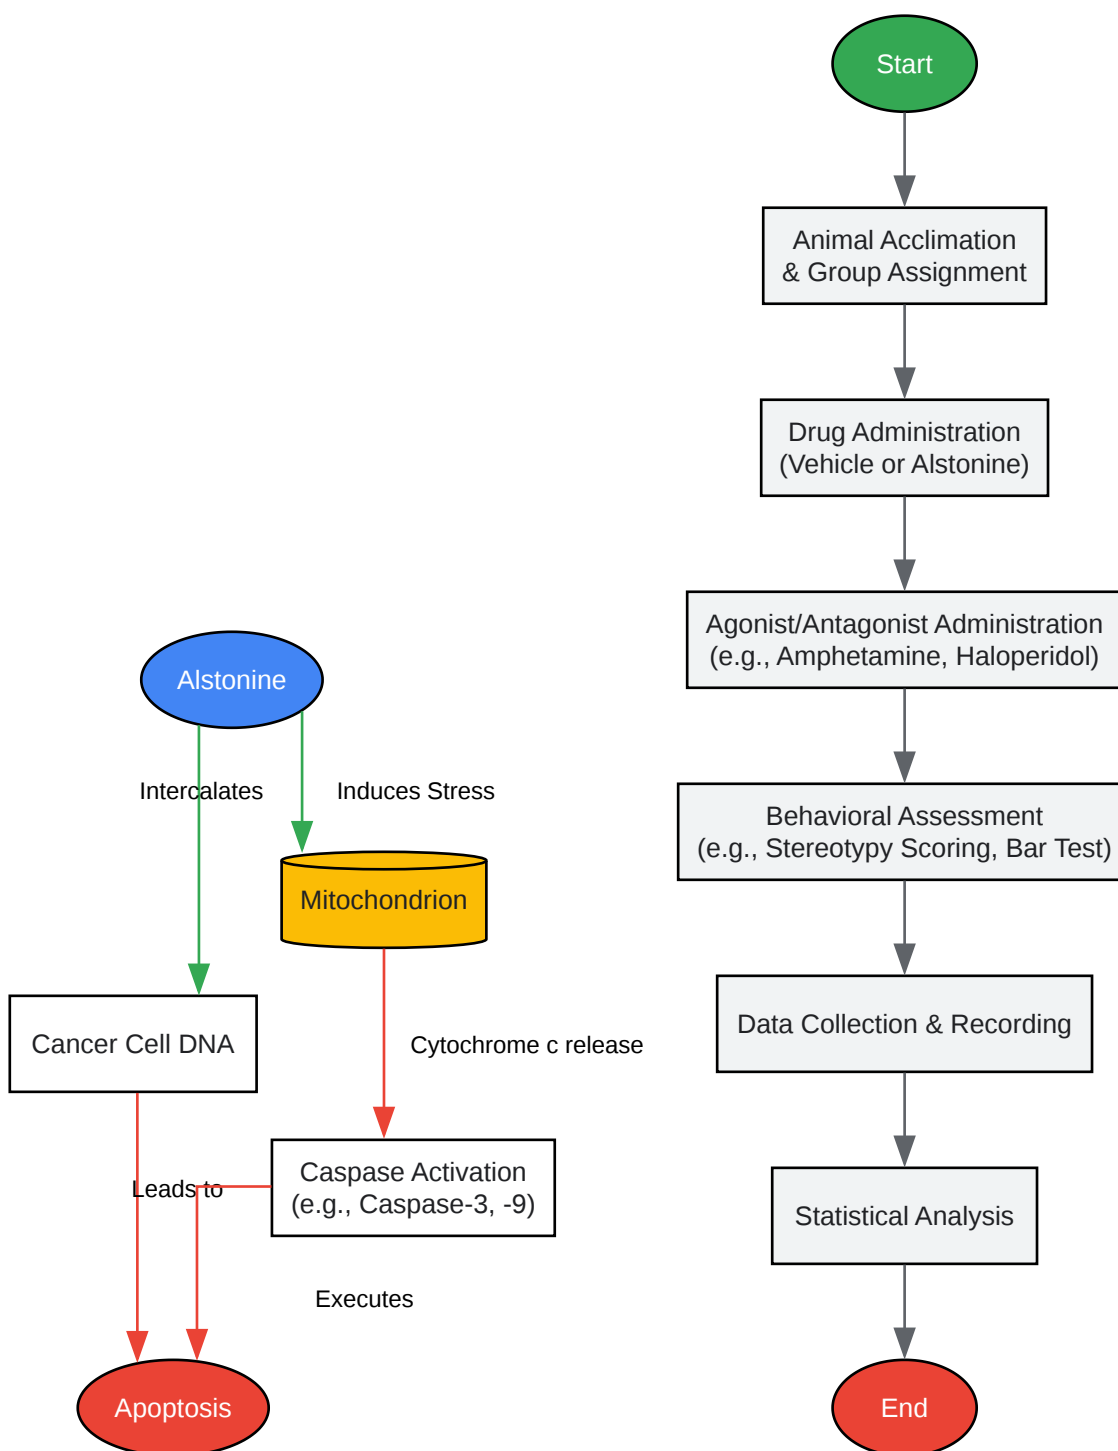 Alstonine
Intercalates
Induces Stress
Mitochondrion
Cancer Cell DNA
Cytochrome c release
Caspase Activation
(e.g., Caspase-3, -9)
Leads to
Executes
Apoptosis
Start
Animal Acclimation
& Group Assignment
Drug Administration
(Vehicle or Alstonine)
Agonist/Antagonist Administration
(e.g., Amphetamine, Haloperidol)
Behavioral Assessment
(e.g., Stereotypy Scoring, Bar Test)
Data Collection & Recording
Statistical Analysis
End